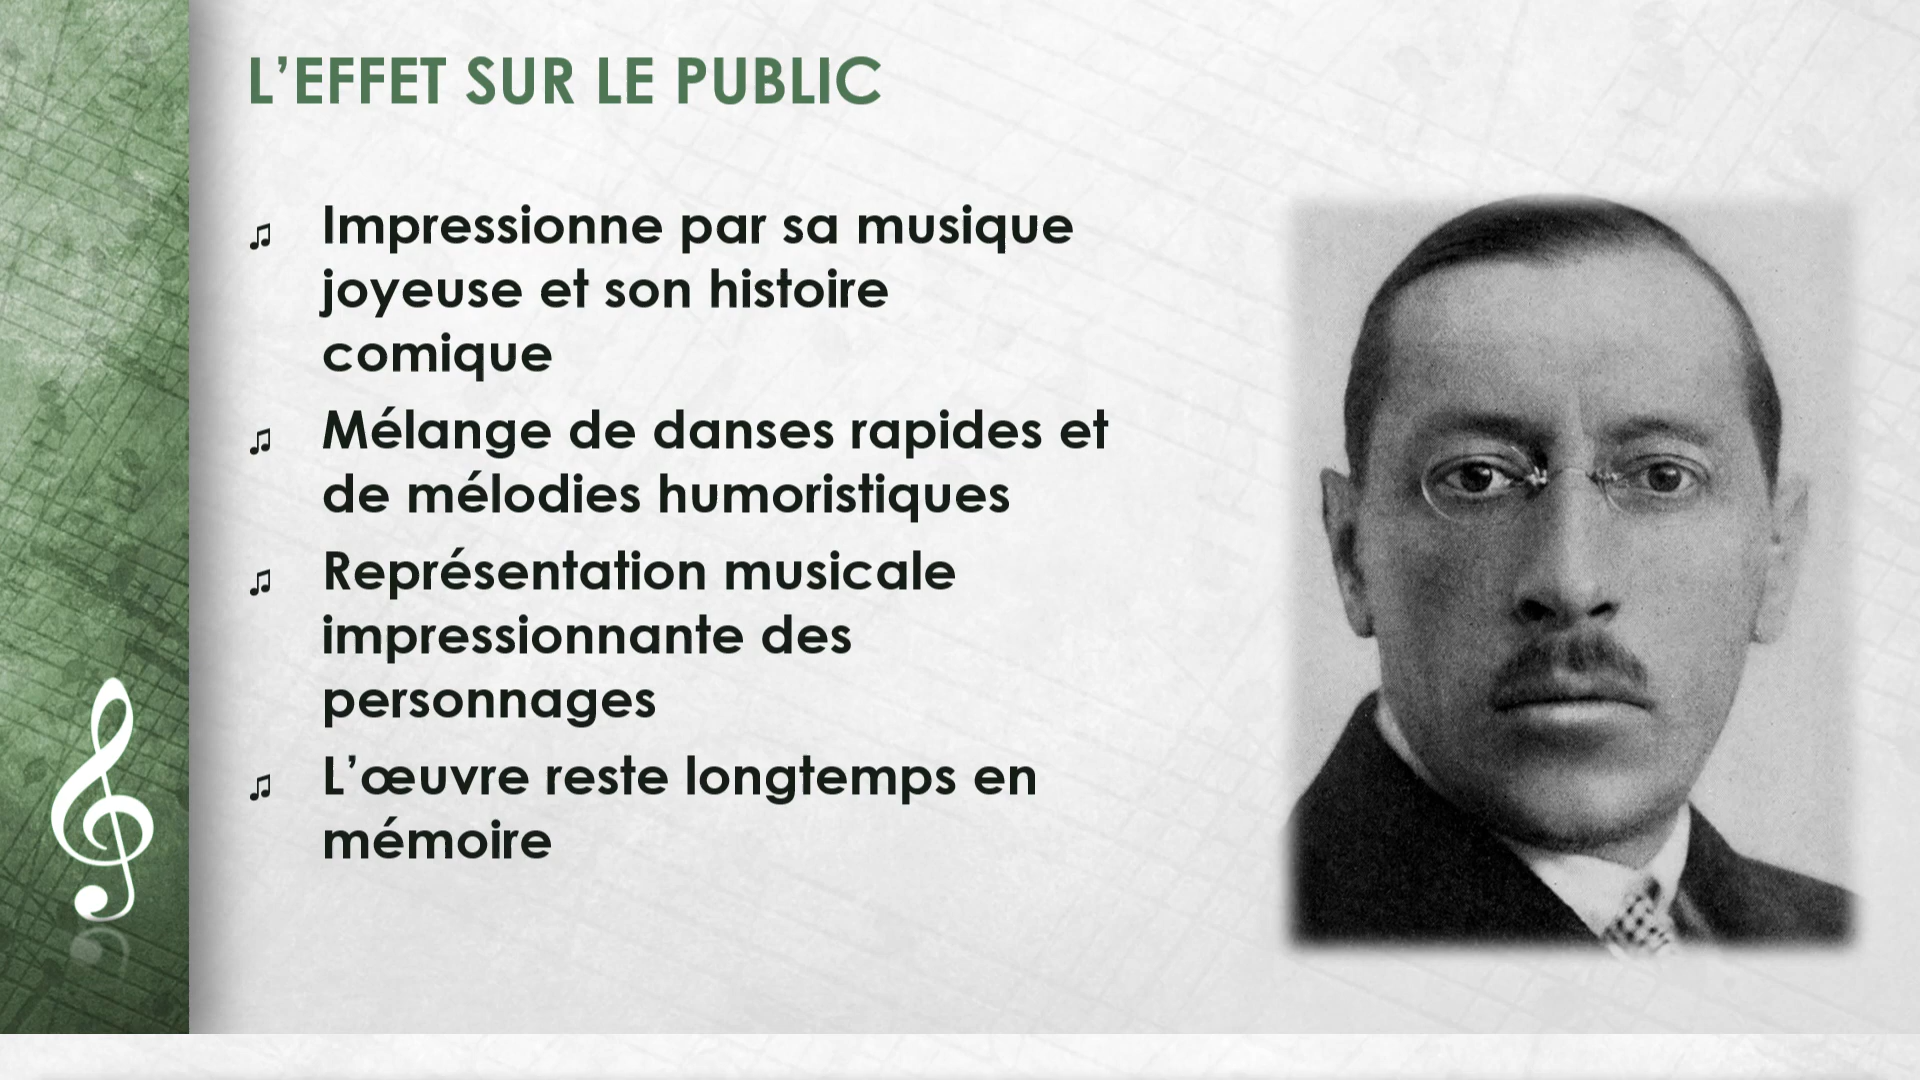 L’EFFET SUR LE PUBLIC
♫ Impressionne par sa musique
joyeuse et son histoire
comique
♫ Mélange de danses rapides et
de mélodies humoristiques
♫ Représentation musicale
impressionnante des
personnages
♫ L’œuvre reste longtemps en
mémoire